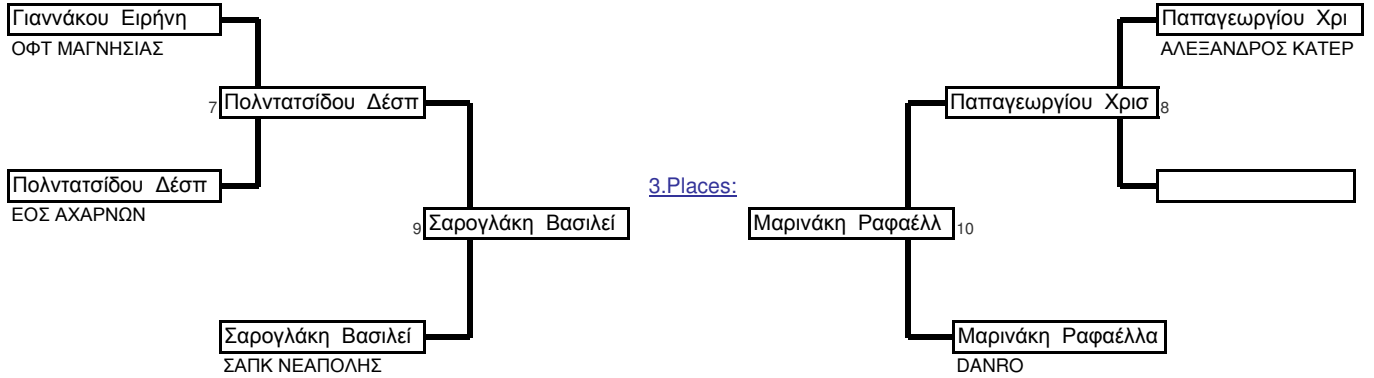 Γιαννάκου Ειρήνη
ΟΦΤ ΜΑΓΝΗΣΙΑΣ
7 Πολντατσίδου Δέσπ
Πολντατσίδου Δέσπ
ΕΟΣ ΑΧΑΡΝΩΝ
9 Σαρογλάκη Βασιλεί
Σαρογλάκη Βασιλεί
ΣΑΠΚ ΝΕΑΠΟΛΗΣ
3.Places:
Παπαγεωργίου Χρι
ΑΛΕΞΑΝΔΡΟΣ ΚΑΤΕΡ
Παπαγεωργίου Χρισ 8
Μαρινάκη Ραφαέλλ 10
Μαρινάκη Ραφαέλλα
DANRO